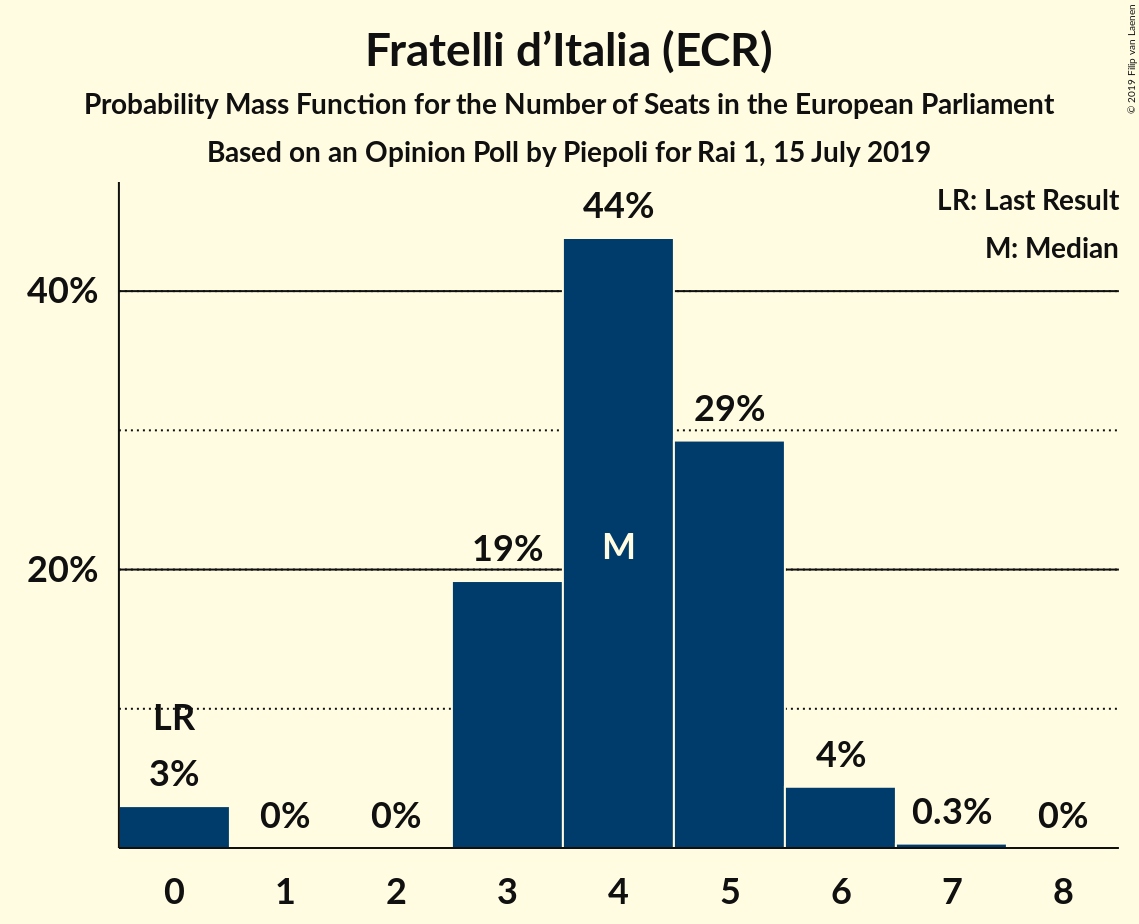 Fratelli d’Italia (ECR)
Probability Mass Function for the Number of Seats in the European Parliament
Based on an Opinion Poll by Piepoli for Rai 1, 15 July 2019
© 2019 Filip van Laenen
LR: Last Result
M: Median
44%
40%
29%
M
19%
20%
LR
3%
0%
0%
4%
0.3%
0%
0 1 2 3 4 5 6 7 8